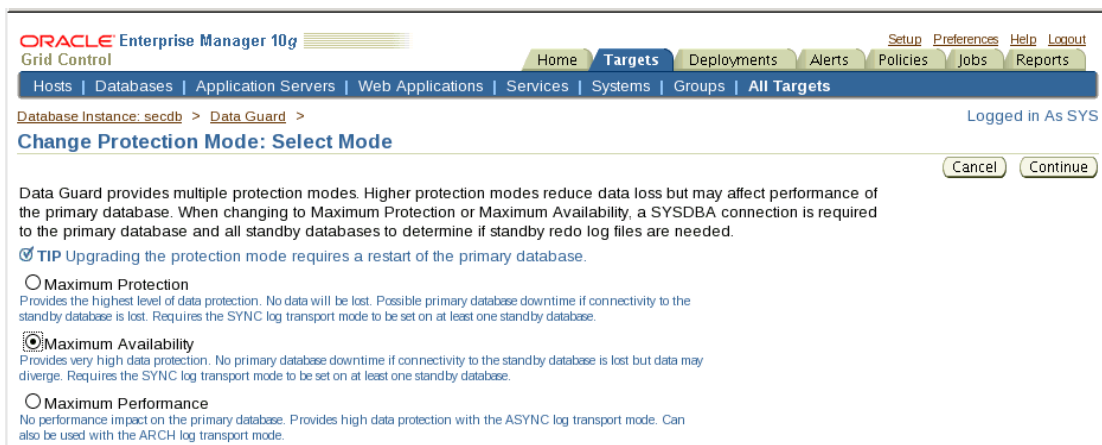 ORACLE Enterprise Manager 10g
Grid Control
Setup Preferences Help Logout
Home Targets Deployments Alerts Policies Jobs Reports
Hosts | Databases | Application Servers | Web Applications | Services | Systems | Groups | All Targets
Database Instance: secdb > Data Guard >
Logged in As SYS
Change Protection Mode: Select Mode
Cancel Continue
Data Guard provides multiple protection modes. Higher protection modes reduce data loss but may affect performance of
the primary database. When changing to Maximum Protection or Maximum Availability, a SYSDBA connection is required
to the primary database and all standby databases to determine if standby redo log files are needed.
TIP Upgrading the protection mode requires a restart of the primary database.
Maximum Protection
Provides the highest level of data protection. No data will be lost. Possible primary database downtime if connectivity to the
standby database is lost. Requires the SYNC log transport mode to be set on at least one standby database.
Maximum Availability
Provides very high data protection. No primary database downtime if connectivity to the standby database is lost but data may
diverge. Requires the SYNC log transport mode to be set on at least one standby database.
Maximum Performance
No performance impact on the primary database. Provides high data protection with the ASYNC log transport mode. Can
also be used with the ARCH log transport mode.